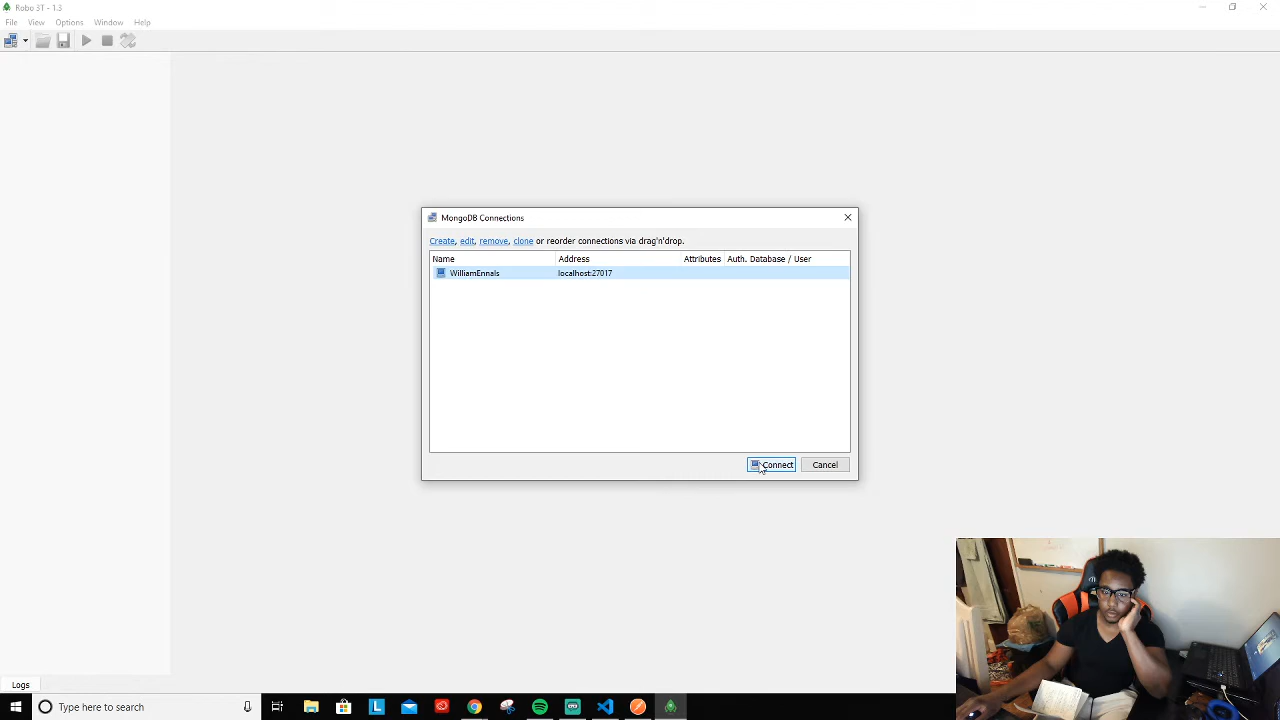 Robo 3T - 1.3
File View Options Window Help
MongoDB Connections
Create, edit, remove, clone or reorder connections via drag'n'drop.
Name Address Attributes Auth. Database / User
WilliamEnnals localhost:27017
Connect Cancel
Logs
Type here to search